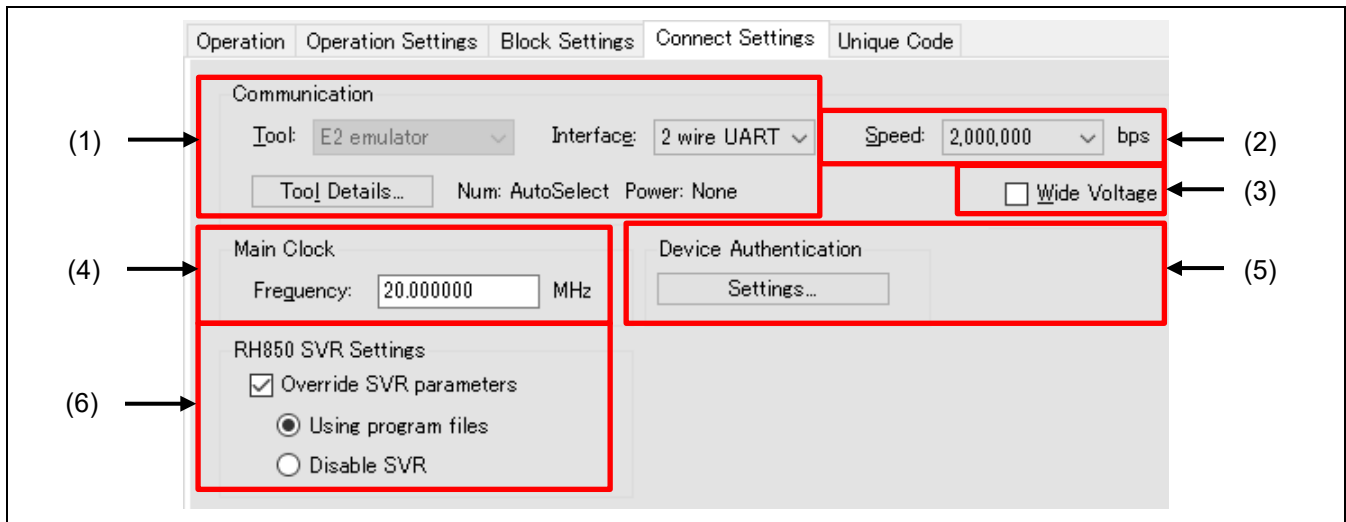 Operation Operation Settings Block Settings Connect Settings Unique Code
Communication
(1) Tool: E2 emulator Interface: 2 wire UART Speed: 2,000,000 bps (2)
Tool Details... Num: AutoSelect Power: None Wide Voltage (3)
Main Clock Device Authentication
(4) Frequency: 20.000000 MHz Settings... (5)
RH850 SVR Settings
Override SVR parameters
(6) Using program files
Disable SVR